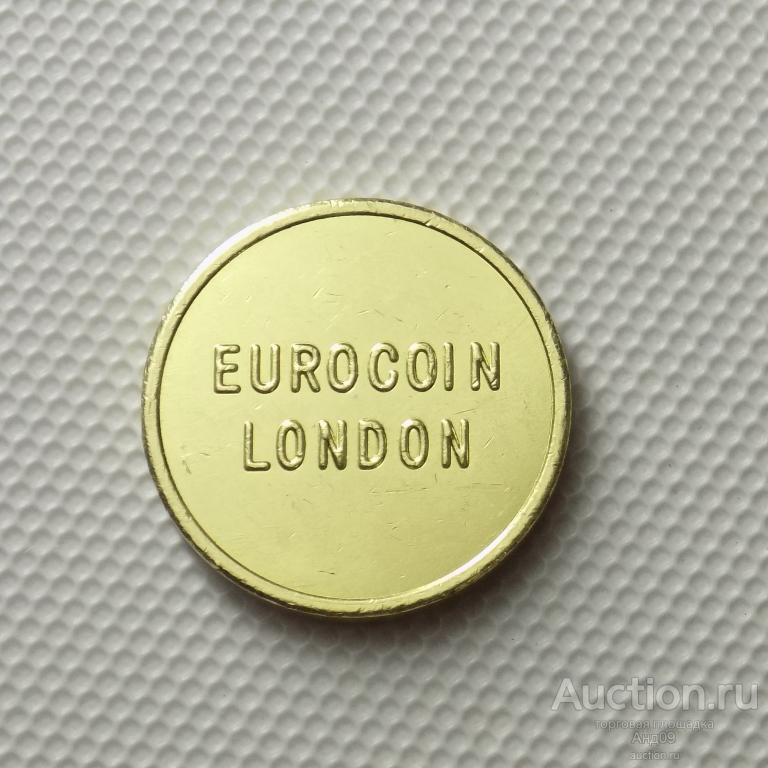 EUROCOIN
LONDON
Auction.ru
торговая площадка
АНД09
auction.ru